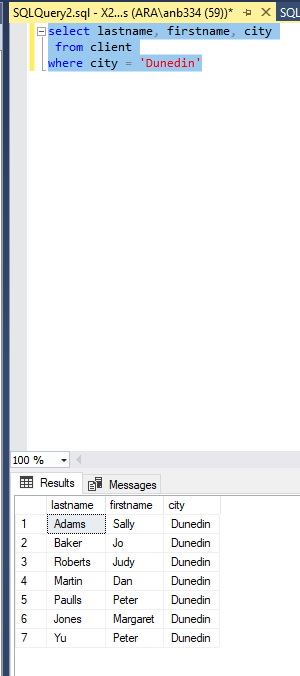 SQLQuery2.sql - X2...s (ARA\anb334 (59))* SQL
select lastname, firstname, city
from client
where city = 'Dunedin'
100 %
Results Messages
lastname firstname city
1 Adams Sally Dunedin
2 Baker Jo Dunedin
3 Roberts Judy Dunedin
4 Martin Dan Dunedin
5 Paulls Peter Dunedin
6 Jones Margaret Dunedin
7 Yu Peter Dunedin